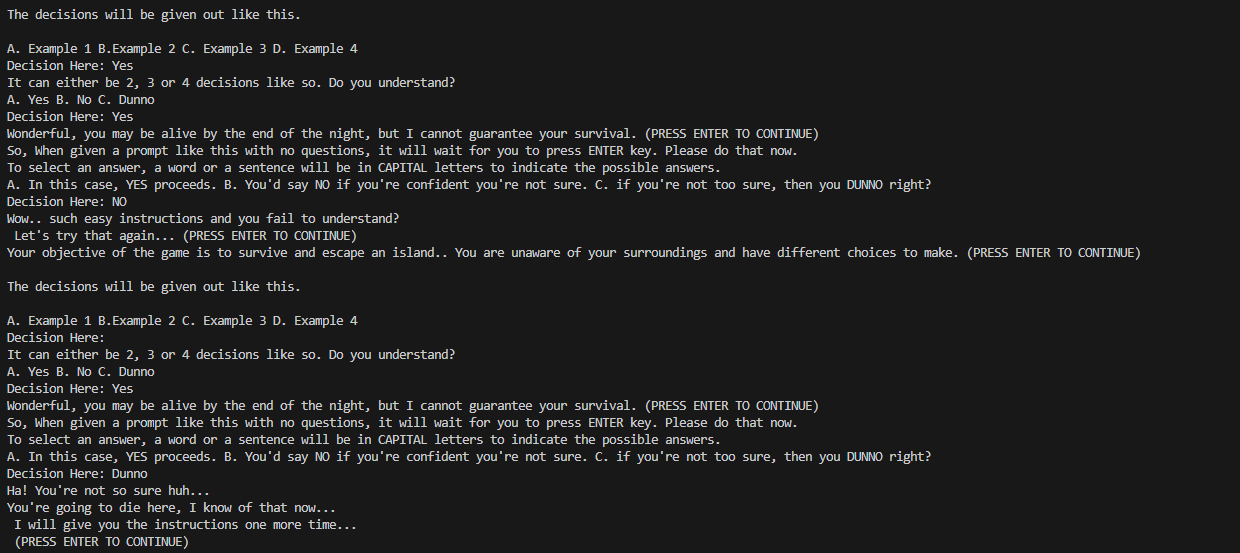 The decisions will be given out like this.
A. Example 1 B.Example 2 C. Example 3 D. Example 4
Decision Here: Yes
It can either be 2, 3 or 4 decisions like so. Do you understand?
A. Yes B. No C. Dunno
Decision Here: Yes
Wonderful, you may be alive by the end of the night, but I cannot guarantee your survival. (PRESS ENTER TO CONTINUE)
So, When given a prompt like this with no questions, it will wait for you to press ENTER key. Please do that now.
To select an answer, a word or a sentence will be in CAPITAL letters to indicate the possible answers.
A. In this case, YES proceeds. B. You'd say NO if you're confident you're not sure. C. if you're not too sure, then you DUNNO right?
Decision Here: NO
Wow.. such easy instructions and you fail to understand?
Let's try that again... (PRESS ENTER TO CONTINUE)
Your objective of the game is to survive and escape an island.. You are unaware of your surroundings and have different choices to make. (PRESS ENTER TO CONTINUE)
The decisions will be given out like this.
A. Example 1 B.Example 2 C. Example 3 D. Example 4
Decision Here:
It can either be 2, 3 or 4 decisions like so. Do you understand?
A. Yes B. No C. Dunno
Decision Here: Yes
Wonderful, you may be alive by the end of the night, but I cannot guarantee your survival. (PRESS ENTER TO CONTINUE)
So, When given a prompt like this with no questions, it will wait for you to press ENTER key. Please do that now.
To select an answer, a word or a sentence will be in CAPITAL letters to indicate the possible answers.
A. In this case, YES proceeds. B. You'd say NO if you're confident you're not sure. C. if you're not too sure, then you DUNNO right?
Decision Here: Dunno
Ha! You're not so sure huh...
You're going to die here, I know of that now...
I will give you the instructions one more time...
(PRESS ENTER TO CONTINUE)